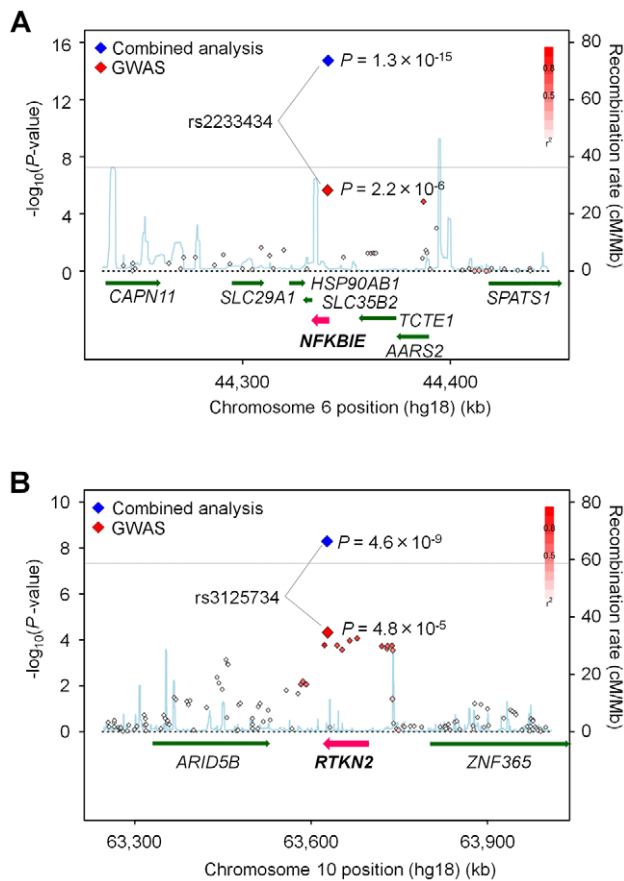 A
Combined analysis
GWAS
P = 1.3 × 10-15
rs2233434
P = 2.2 × 10-6
16
12
8
4
0
-log10(P-value)
80
60
40
20
0
Recombination rate (cM/Mb)
0.8
0.5
r2
CAPN11
SLC29A1
HSP90AB1
SLC35B2
NFKBIE
TCTE1
AARS2
SPATS1
44,300
44,400
Chromosome 6 position (hg18) (kb)
B
Combined analysis
GWAS
P = 4.6 × 10-9
rs3125734
P = 4.8 × 10-5
10
8
6
4
2
0
-log10(P-value)
80
60
40
20
0
Recombination rate (cM/Mb)
0.8
0.5
r2
ARID5B
RTKN2
ZNF365
63,300
63,600
63,900
Chromosome 10 position (hg18) (kb)